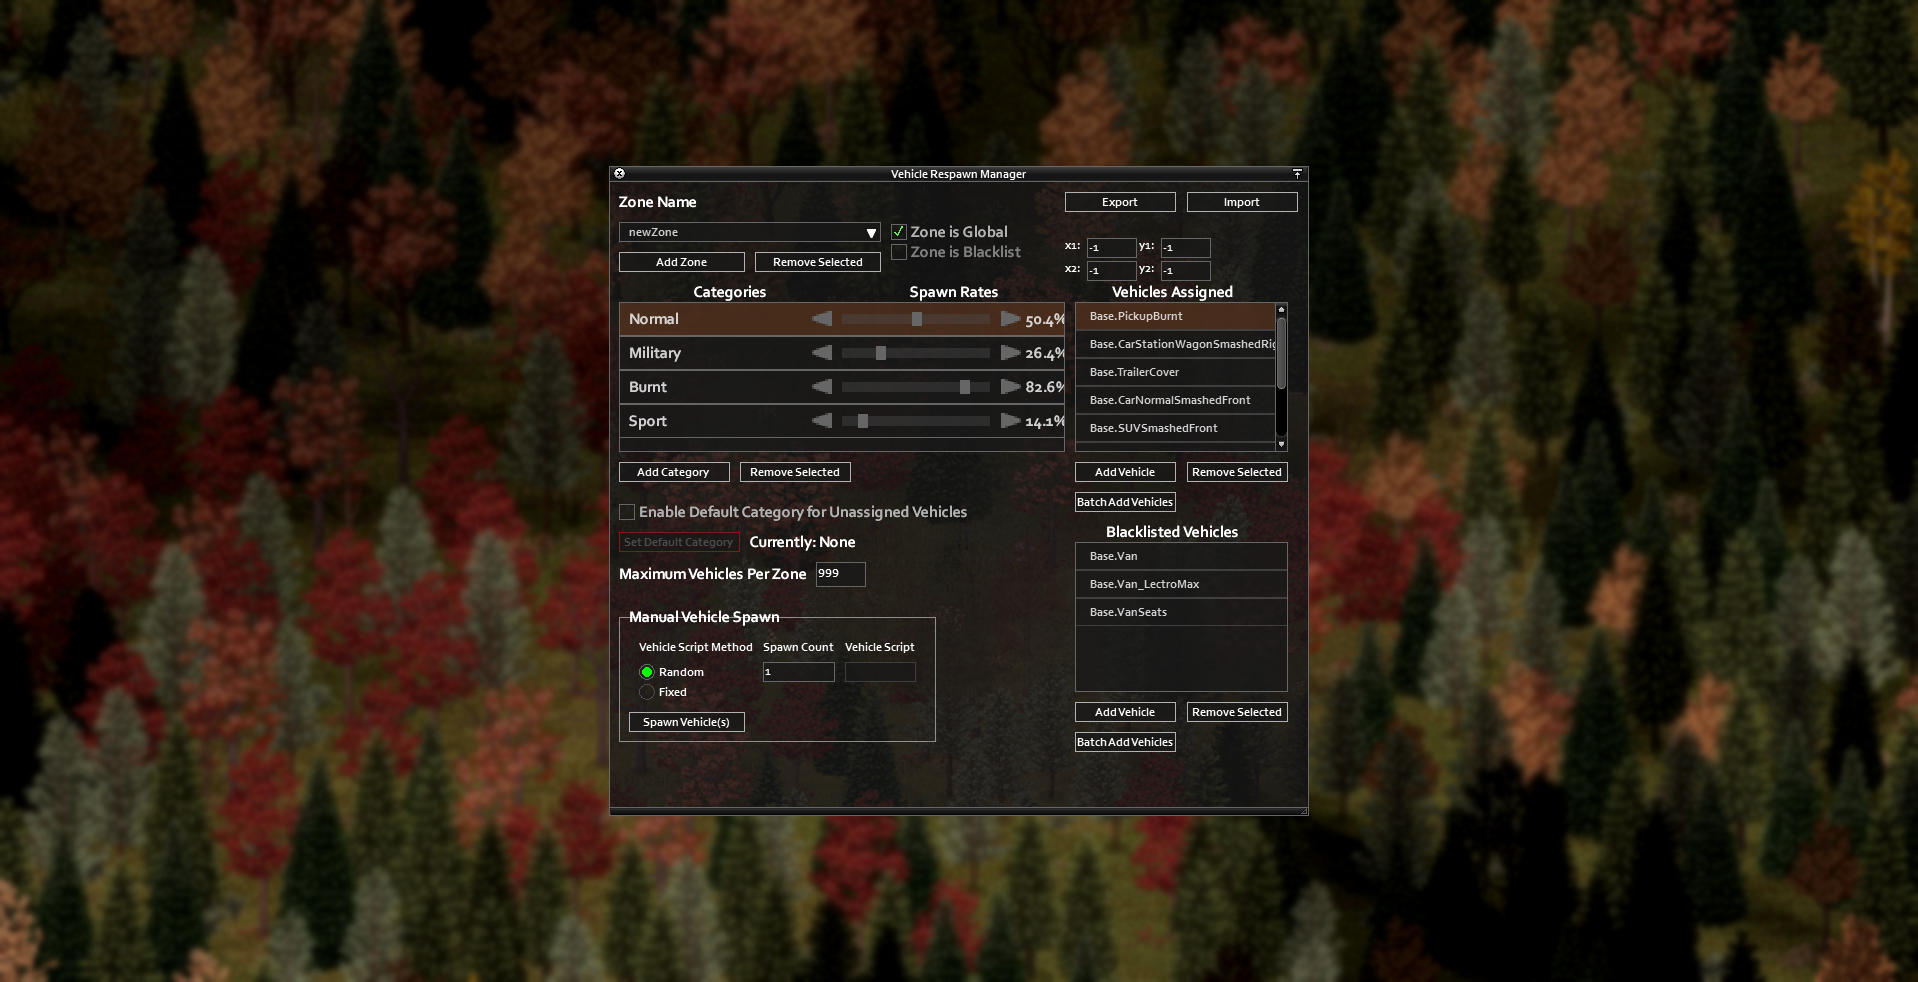 Vehicle Respawn Manager
Zone Name
Export
Import
newZone
Zone is Global
Zone is Blacklist
x1: -1 y1: -1
x2: -1 y2: -1
Add Zone
Remove Selected
Categories
Spawn Rates
Vehicles Assigned
Normal
50.4%
Military
26.4%
Burnt
82.6%
Sport
14.1%
Base.PickupBurnt
Base.CarStationWagonSmashedRig
Base.TrailerCover
Base.CarNormalSmashedFront
Base.SUVSmashedFront
Add Category
Remove Selected
Add Vehicle
Remove Selected
Batch Add Vehicles
Enable Default Category for Unassigned Vehicles
Set Default Category
Currently: None
Maximum Vehicles Per Zone
999
Blacklisted Vehicles
Base.Van
Base.Van_LectroMax
Base.VanSeats
Manual Vehicle Spawn
Vehicle Script Method
Spawn Count
Vehicle Script
Random
1
Fixed
Spawn Vehicle(s)
Add Vehicle
Remove Selected
Batch Add Vehicles